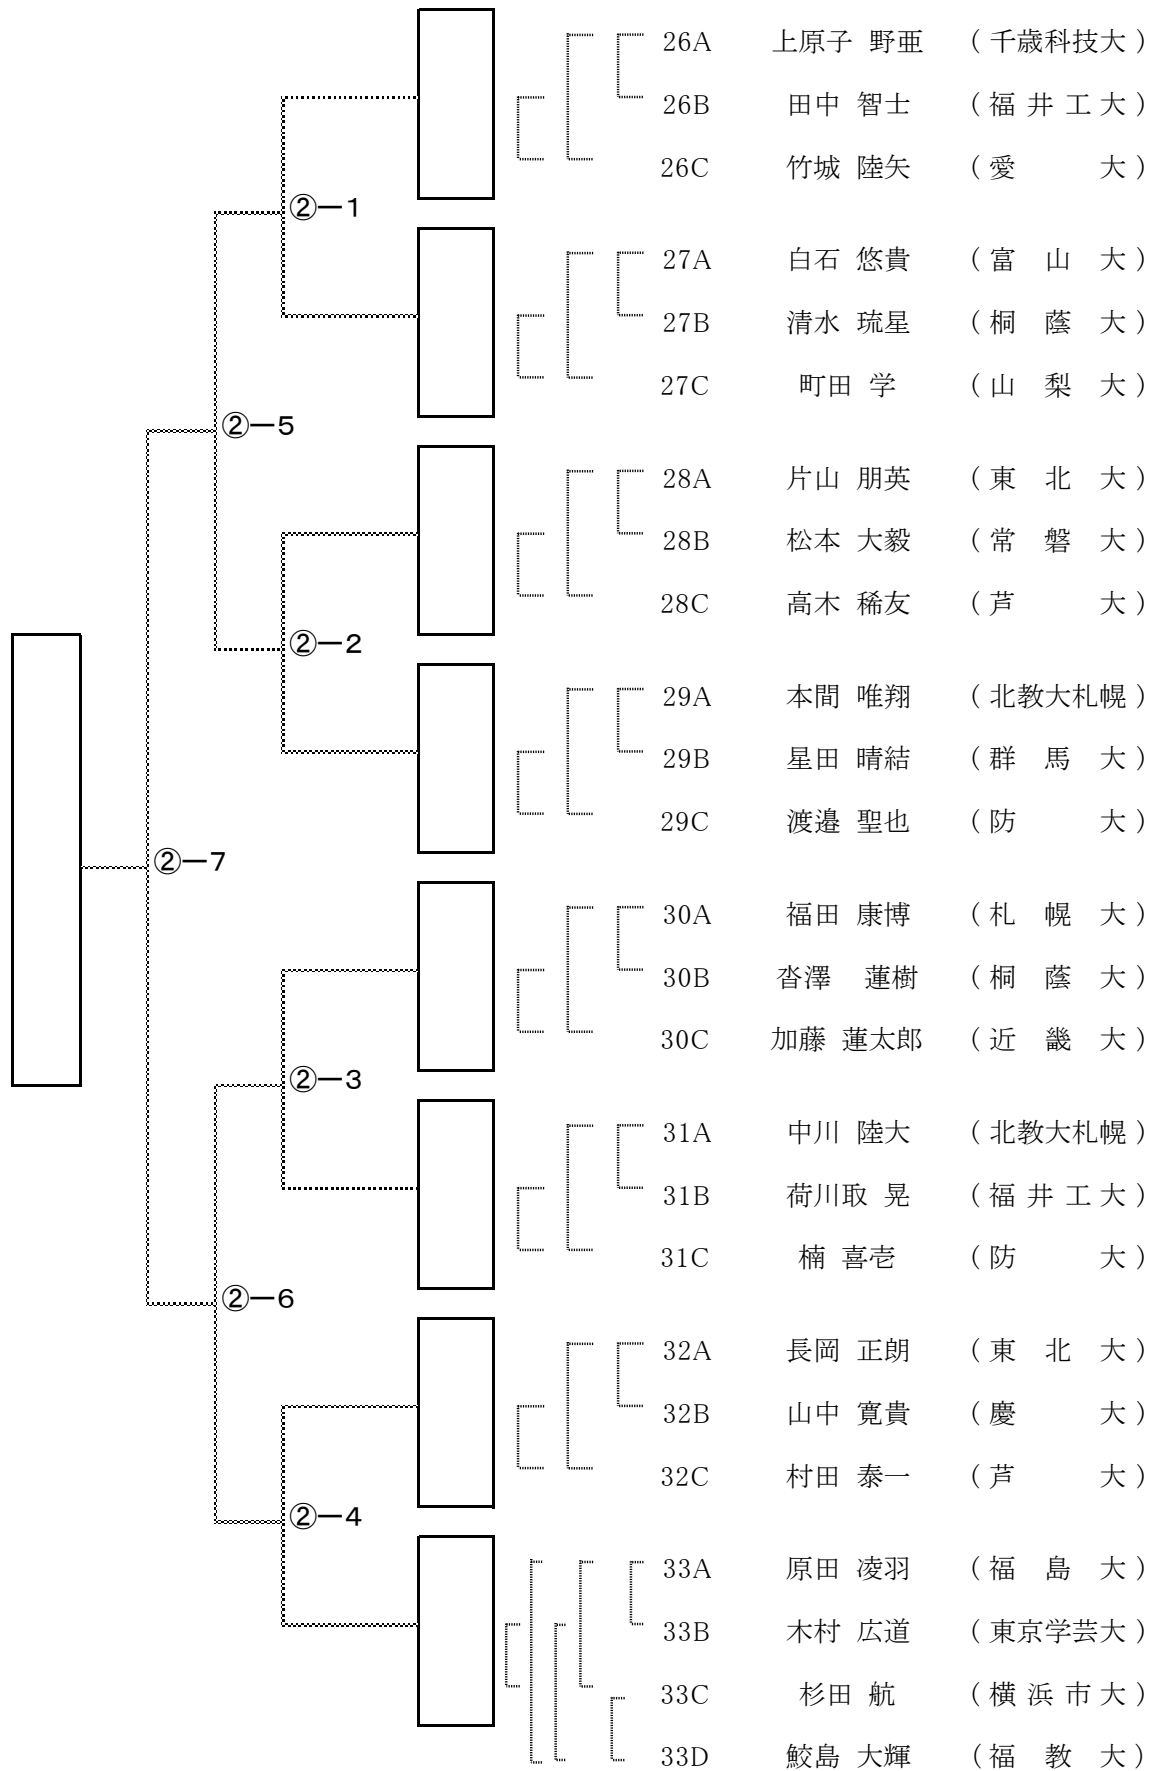 26A 上原子 野亜 （千歳科技大）
26B 田中 智士 （福井工大）
26C 竹城 陸矢 （愛 大）
②－1
27A 白石 悠貴 （富 山 大）
27B 清水 琉星 （桐 蔭 大）
27C 町田 学 （山 梨 大）
②－5
28A 片山 朋英 （東 北 大）
28B 松本 大毅 （常 磐 大）
28C 高木 稀友 （芦 大）
②－2
29A 本間 唯翔 （北教大札幌）
29B 星田 晴結 （群 馬 大）
29C 渡邉 聖也 （防 大）
②－7
30A 福田 康博 （札 幌 大）
30B 沓澤 蓮樹 （桐 蔭 大）
30C 加藤 蓮太郎 （近 畿 大）
②－3
31A 中川 陸大 （北教大札幌）
31B 荷川取 晃 （福井工大）
31C 楠 喜壱 （防 大）
②－6
32A 長岡 正朗 （東 北 大）
32B 山中 寛貴 （慶 大）
32C 村田 泰一 （芦 大）
②－4
33A 原田 凌羽 （福 島 大）
33B 木村 広道 （東京学芸大）
33C 杉田 航 （横浜市大）
33D 鮫島 大輝 （福 教 大）